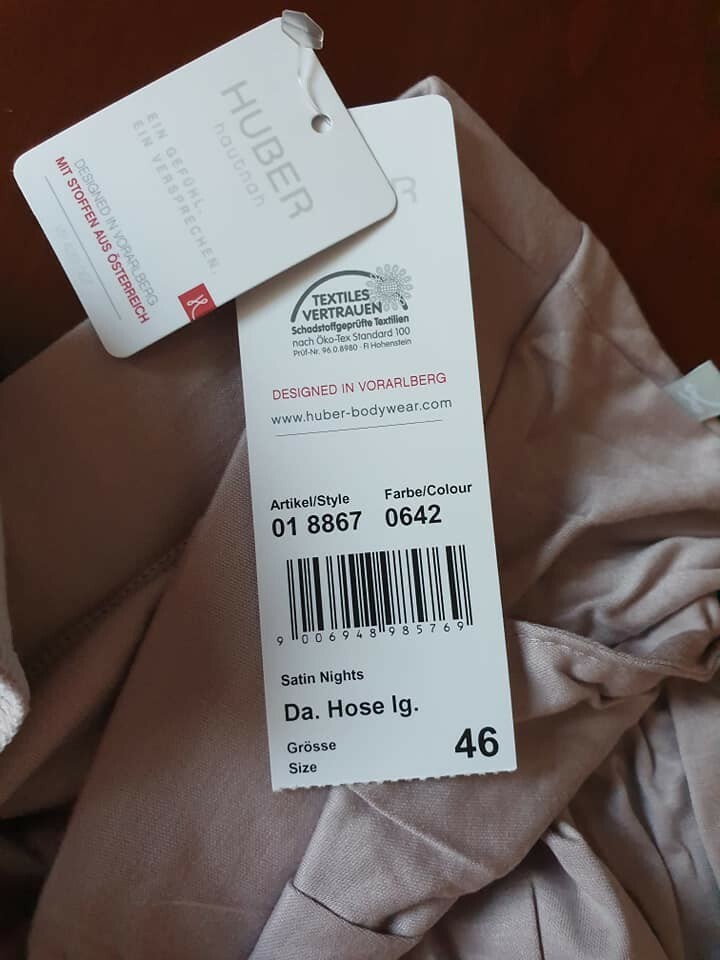 HUBER
hautnah
EIN GEFÜHL.
EIN VERSPRECHEN.
DESIGNED IN VORARLBERG
MIT STOFFEN AUS ÖSTERREICH
R
TEXTILES
VERTRAUEN
Schadstoffgeprüfte Textilien
nach Öko-Tex Standard 100
Prüf-Nr. 96.0.8980 · FI Hohenstein
DESIGNED IN VORARLBERG
www.huber-bodywear.com
Artikel/Style Farbe/Colour
01 8867 0642
9 006948 985769
Satin Nights
Da. Hose lg.
Grösse
Size
46